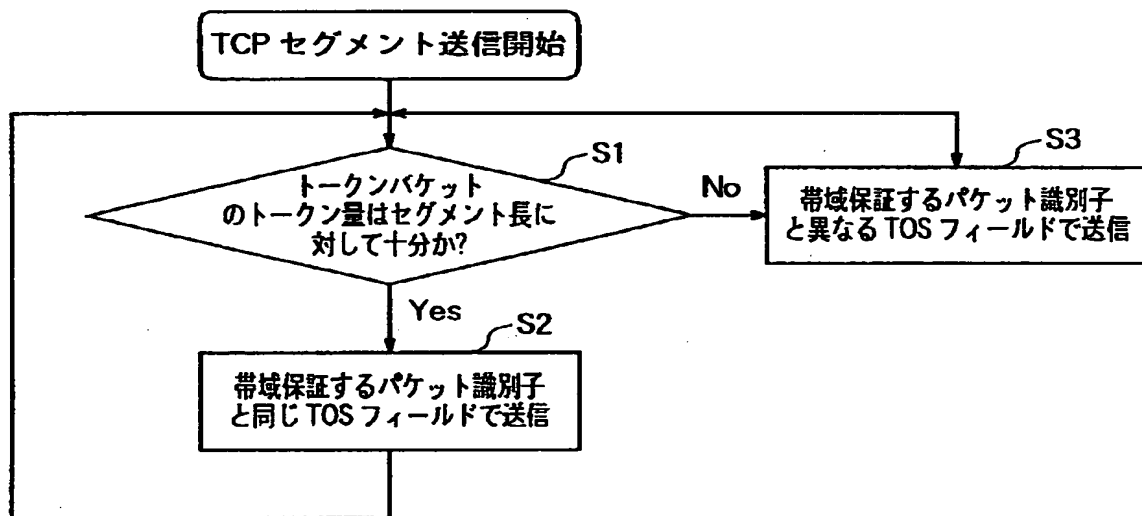 TCP セグメント送信開始
S1
トークンバケット
のトークン量はセグメント長に
対して十分か?
No
S3
帯域保証するパケット識別子
と異なる TOS フィールドで送信
Yes
S2
帯域保証するパケット識別子
と同じ TOS フィールドで送信